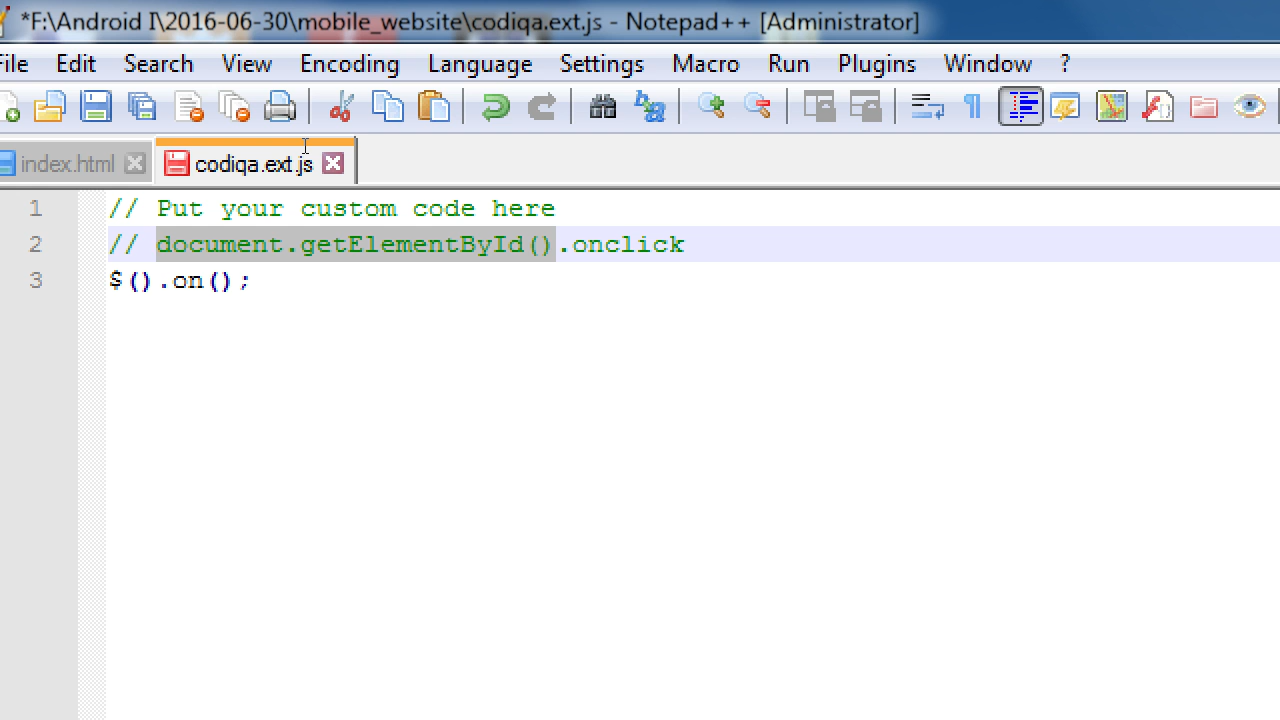 *F:\Android I\2016-06-30\mobile_website\codiqa.ext.js - Notepad++ [Administrator]
File Edit Search View Encoding Language Settings Macro Run Plugins Window ?
index.html codiqa.ext.js
1 // Put your custom code here
2 // document.getElementById().onclick
3 $().on();